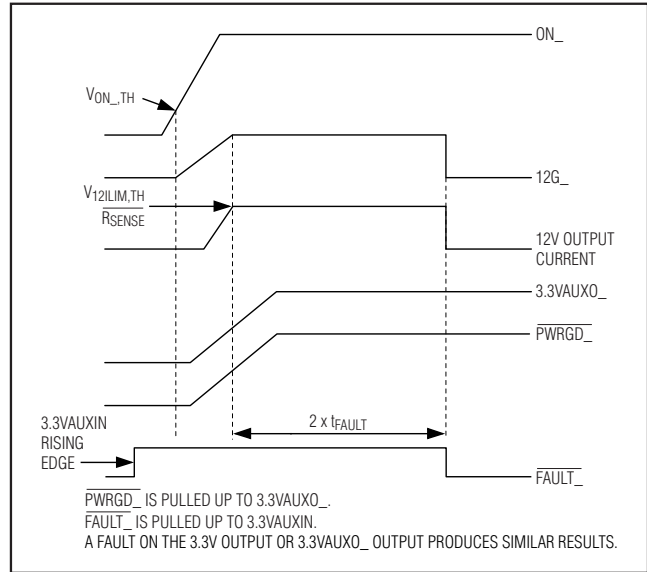 ON_
VON_,TH
12G_
V12ILIM,TH
RSENSE
12V OUTPUT
CURRENT
3.3VAUXO_
PWRGD_
3.3VAUXIN
RISING
EDGE
2 x tFAULT
FAULT_
PWRGD_ IS PULLED UP TO 3.3VAUXO_.
FAULT_ IS PULLED UP TO 3.3VAUXIN.
A FAULT ON THE 3.3V OUTPUT OR 3.3VAUXO_ OUTPUT PRODUCES SIMILAR RESULTS.